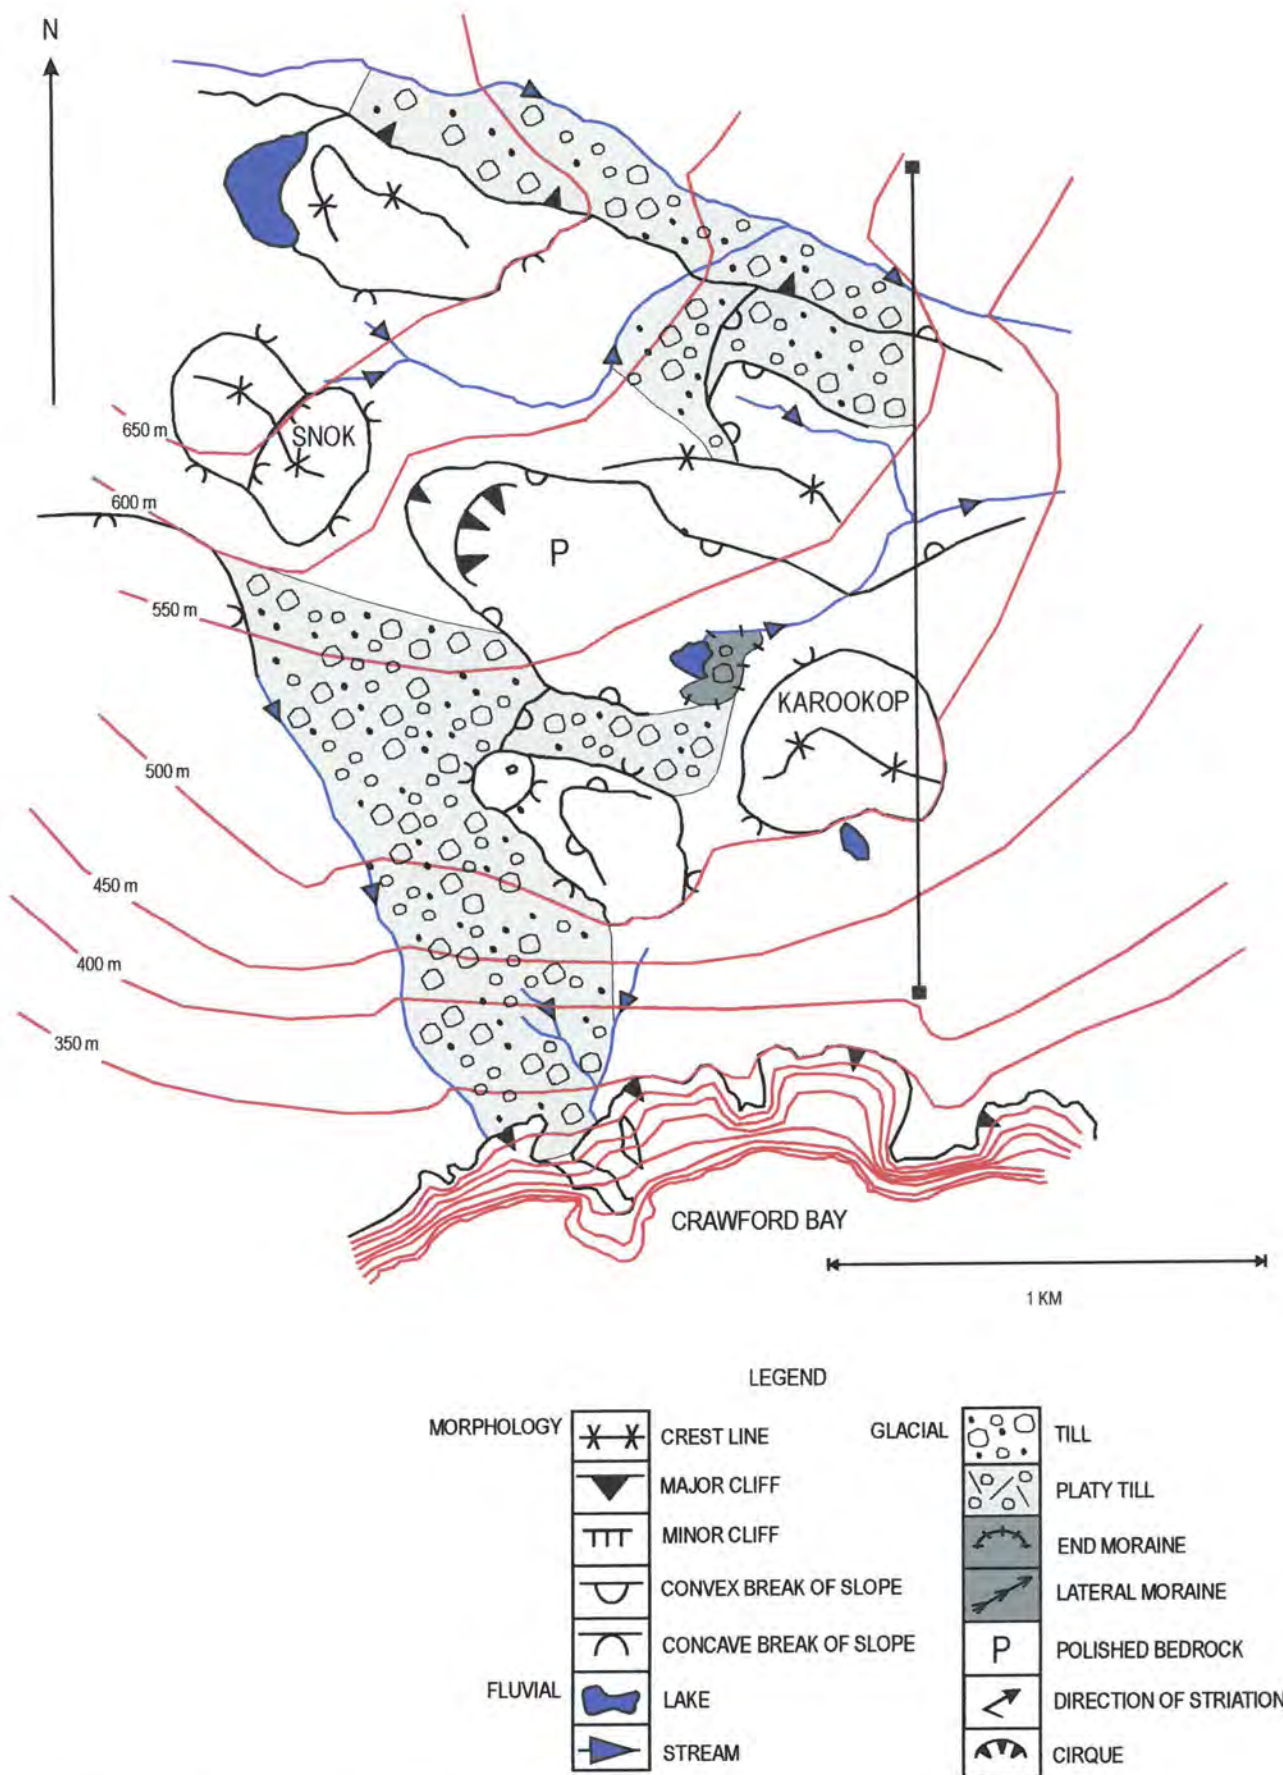 N
650 m
SNOK
600 m
P
550 m
KAROOKOP
500 m
450 m
400 m
350 m
CRAWFORD BAY
1 KM
LEGEND
MORPHOLOGY
CREST LINE
MAJOR CLIFF
MINOR CLIFF
CONVEX BREAK OF SLOPE
CONCAVE BREAK OF SLOPE
FLUVIAL
LAKE
STREAM
GLACIAL
TILL
PLATY TILL
END MORAINE
LATERAL MORAINE
P
POLISHED BEDROCK
DIRECTION OF STRIATION
CIRQUE